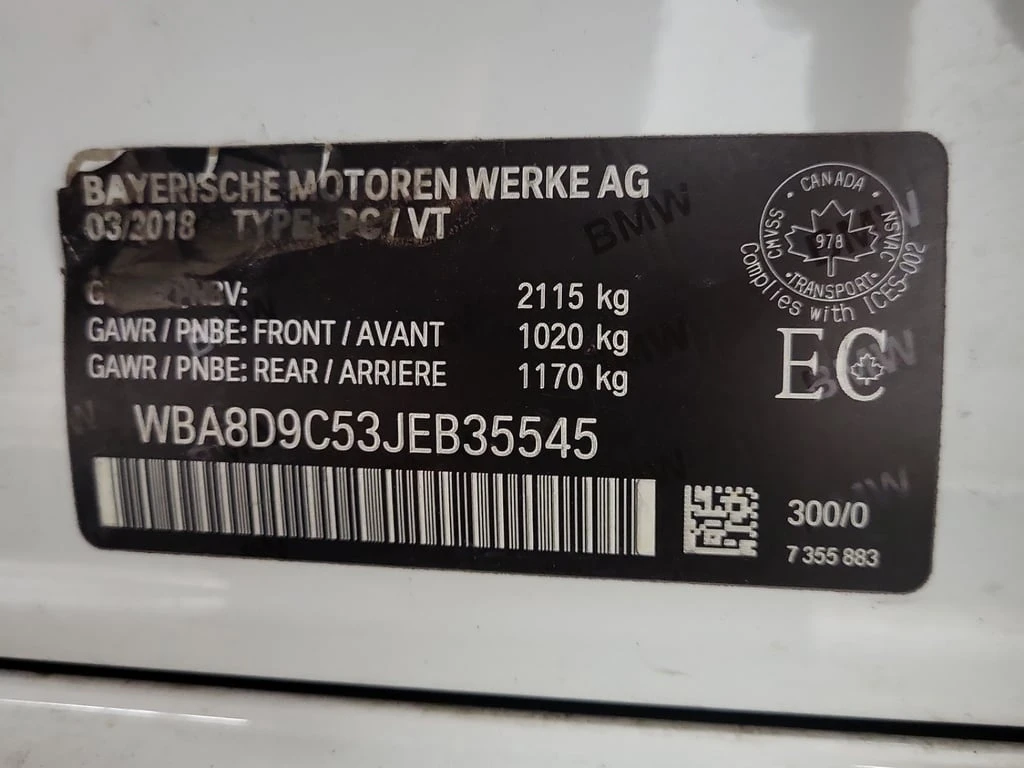 BAYERISCHE MOTOREN WERKE AG
03/2018 TYPE: PC / VT
2115 kg
GAWR / PNBE: FRONT / AVANT 1020 kg
GAWR / PNBE: REAR / ARRIERE 1170 kg
WBA8D9C53JEB35545
300/0
7 355 883
CANADA
CMVSS
NSVAC
978
TRANSPORT
Complies with ICES-002
EC
BMW